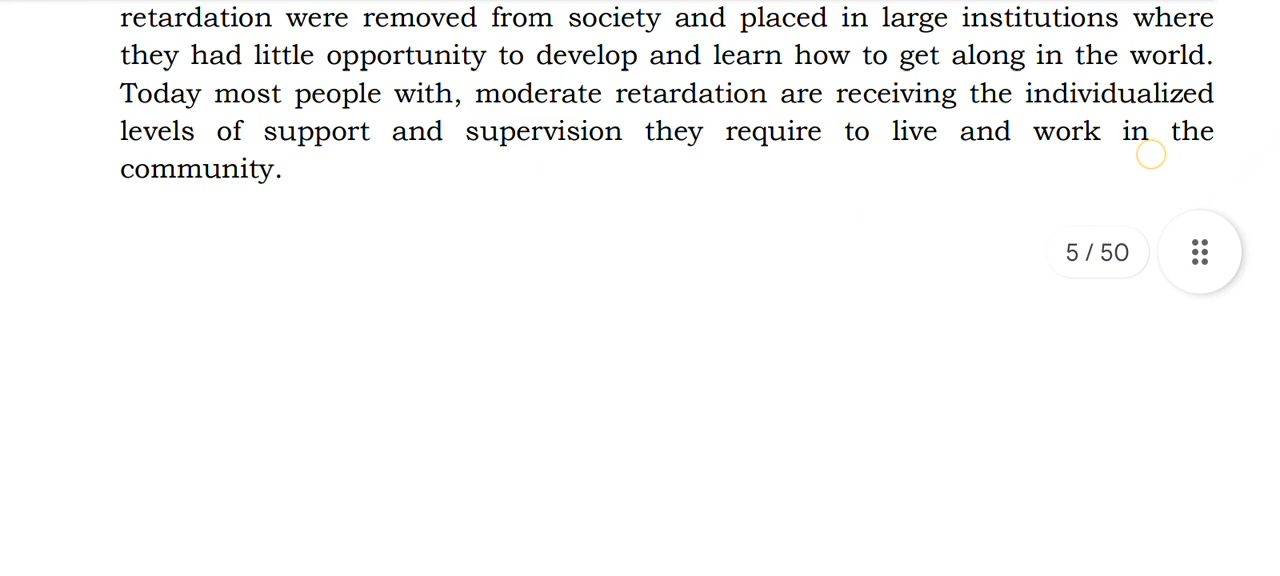 retardation were removed from society and placed in large institutions where
they had little opportunity to develop and learn how to get along in the world.
Today most people with, moderate retardation are receiving the individualized
levels of support and supervision they require to live and work in the
community.
5 / 50